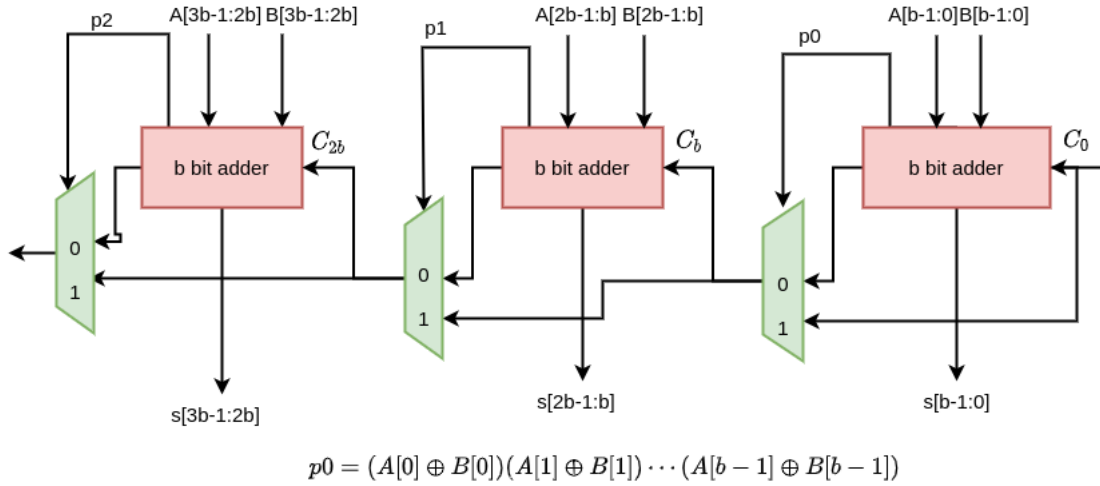 p2 A[3b-1:2b] B[3b-1:2b] p1 A[2b-1:b] B[2b-1:b] p0 A[b-1:0] B[b-1:0]
b bit adder C_{2b} b bit adder C_b b bit adder C_0
0 0 0
1 1 1
s[3b-1:2b] s[2b-1:b] s[b-1:0]
p0 = (A[0] ⊕ B[0])(A[1] ⊕ B[1]) ⋯ (A[b − 1] ⊕ B[b − 1])